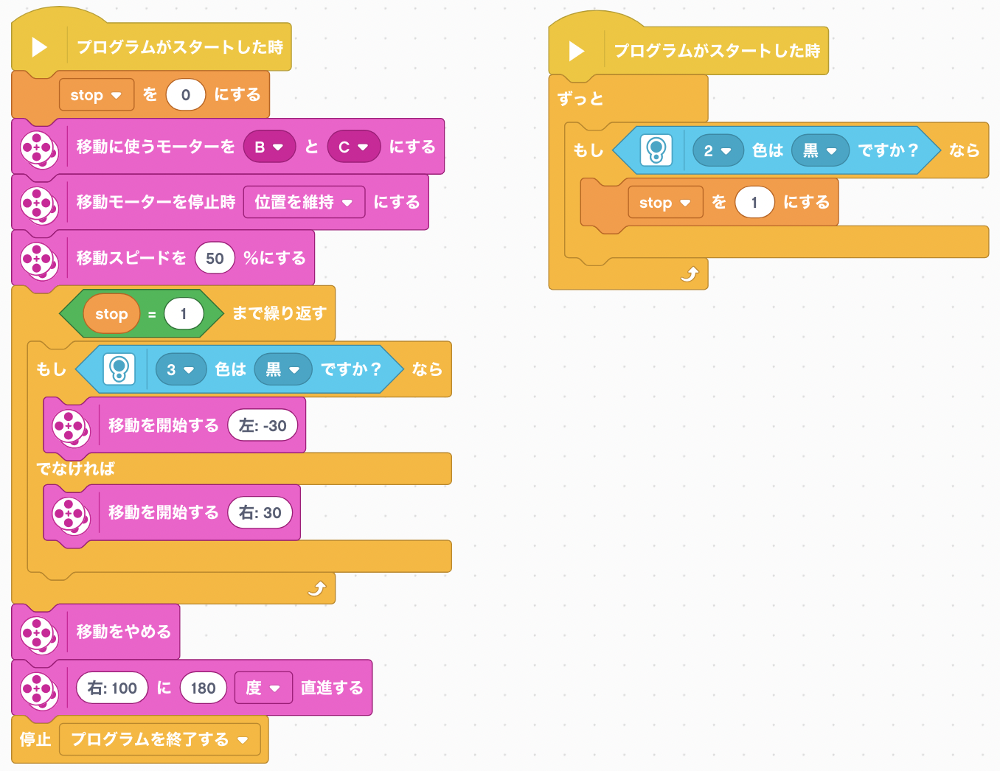 プログラムがスタートした時
stop を 0 にする
移動に使うモーターを B と C にする
移動モーターを停止時 位置を維持 にする
移動スピードを 50 %にする
stop = 1 まで繰り返す
もし 3 色は 黒 ですか？ なら
移動を開始する 左: -30
でなければ
移動を開始する 右: 30
移動をやめる
右: 100 に 180 度 直進する
停止 プログラムを終了する
プログラムがスタートした時
ずっと
もし 2 色は 黒 ですか？ なら
stop を 1 にする